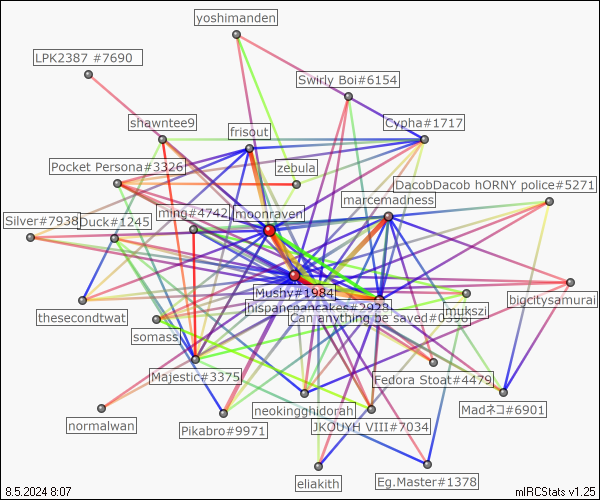 yoshimanden
LPK2387 #7690
Swirly Boi#6154
shawntee9
Cypha#1717
frisout
Pocket Persona#3326
zebula
DacobDacob hORNY police#5271
marcemadness
Silver#7938
Duck#1245
ming#4742
moonraven
Mushy#1984
bigcitysamurai
thesecondtwat
hispanicpancakes#2923
mukszi
Can anything be saved#0398
somassi
Majestic#3375
Fedora Stoat#4479
neokingghidorah
Madネコ#6901
normalwan
Pikabro#9971
JKOUYH VIII#7034
eliakith
Eg.Master#1378
8.5.2024 8:07
mIRCStats v1.25